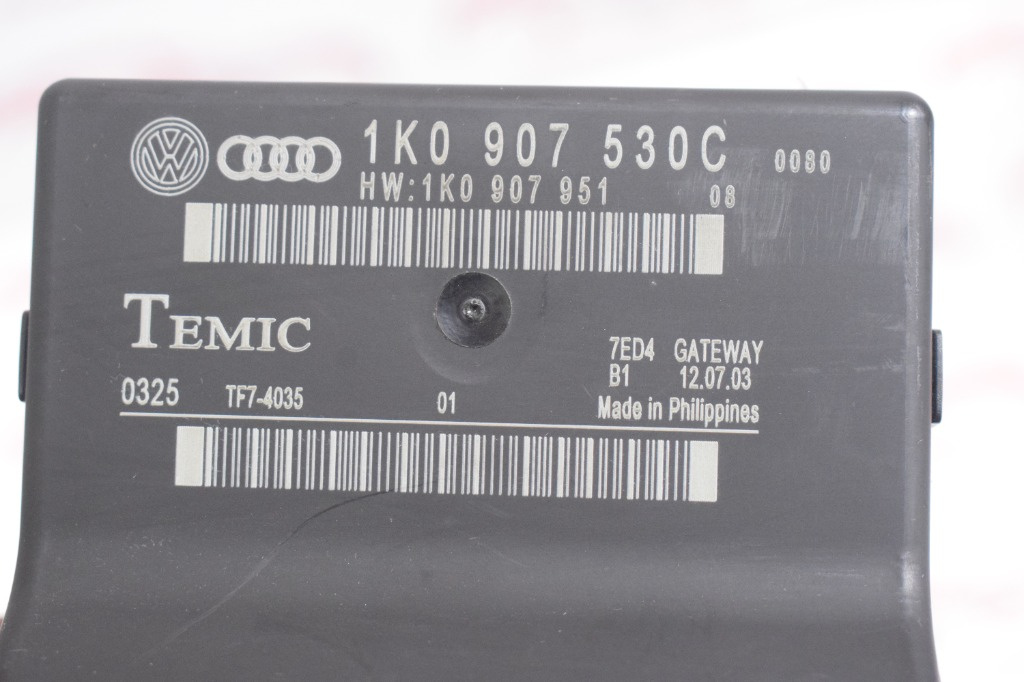 1K0 907 530C 0080
HW:1K0 907 951 08
TEMIC
7ED4 GATEWAY
B1 12.07.03
0325 TF7-4035 01 Made in Philippines